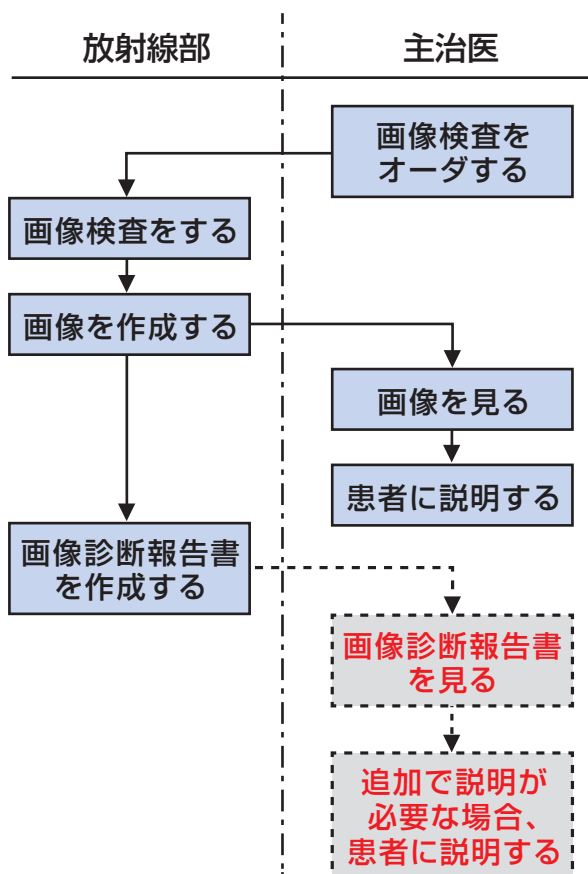 放射線部
主治医
画像検査を
オーダする
画像検査をする
画像を作成する
画像を見る
患者に説明する
画像診断報告書
を作成する
画像診断報告書
を見る
追加で説明が
必要な場合、
患者に説明する